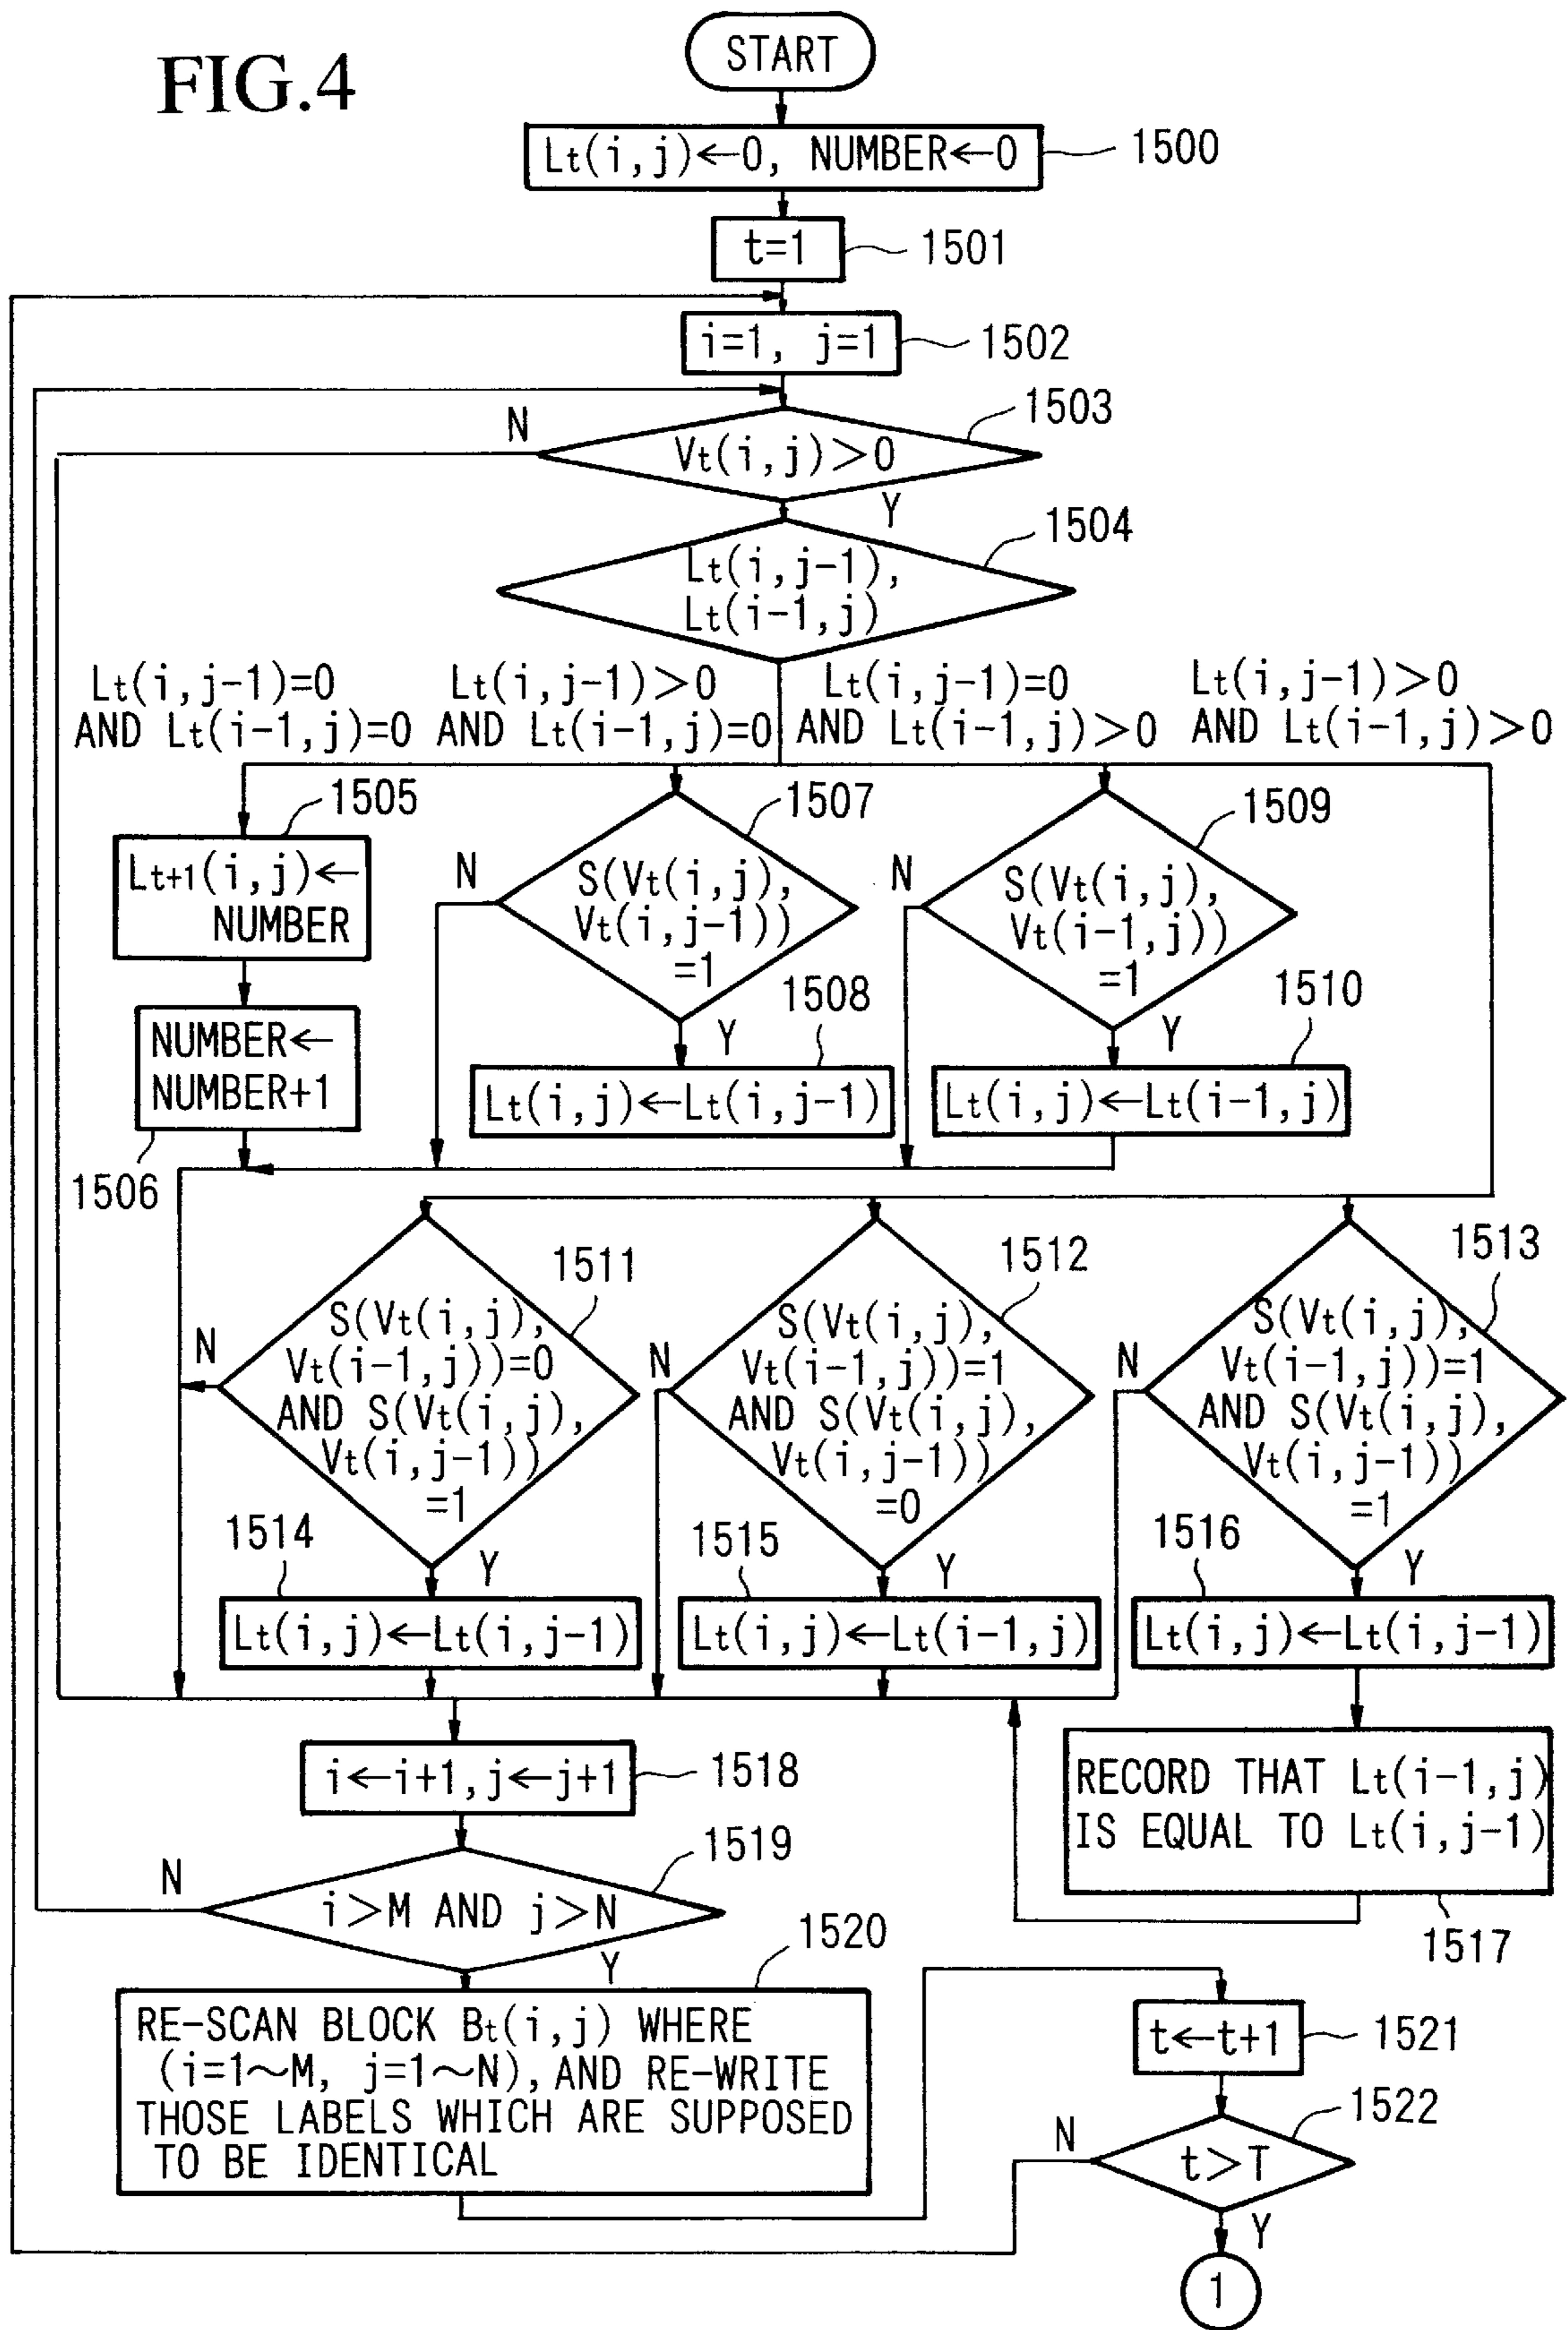 FIG.4
START
Lt(i,j)←0, NUMBER←0
1500
t=1
1501
i=1, j=1
1502
1503
N
Vt(i,j)>0
Y
1504
Lt(i,j-1),
Lt(i-1,j)
Lt(i,j-1)=0
AND Lt(i-1,j)=0
Lt(i,j-1)>0
AND Lt(i-1,j)=0
Lt(i,j-1)=0
AND Lt(i-1,j)>0
Lt(i,j-1)>0
AND Lt(i-1,j)>0
1505
Lt+1(i,j)←
NUMBER
NUMBER←
NUMBER+1
1506
1507
N
S(Vt(i,j),
Vt(i,j-1))
=1
Y
1508
Lt(i,j)←Lt(i,j-1)
1509
N
S(Vt(i,j),
Vt(i-1,j))
=1
Y
1510
Lt(i,j)←Lt(i-1,j)
1511
N
S(Vt(i,j),
Vt(i-1,j))=0
AND S(Vt(i,j),
Vt(i,j-1))
=1
Y
1514
Lt(i,j)←Lt(i,j-1)
1512
N
S(Vt(i,j),
Vt(i-1,j))=1
AND S(Vt(i,j),
Vt(i,j-1))
=0
Y
1515
Lt(i,j)←Lt(i-1,j)
1513
N
S(Vt(i,j),
Vt(i-1,j))=1
AND S(Vt(i,j),
Vt(i,j-1))
=1
Y
1516
Lt(i,j)←Lt(i,j-1)
RECORD THAT Lt(i-1,j)
IS EQUAL TO Lt(i,j-1)
1517
i←i+1,j←j+1
1518
1519
N
i>M AND j>N
Y
1520
RE-SCAN BLOCK Bt(i,j) WHERE
(i=1~M, j=1~N), AND RE-WRITE
THOSE LABELS WHICH ARE SUPPOSED
TO BE IDENTICAL
t←t+1
1521
1522
N
t>T
Y
1